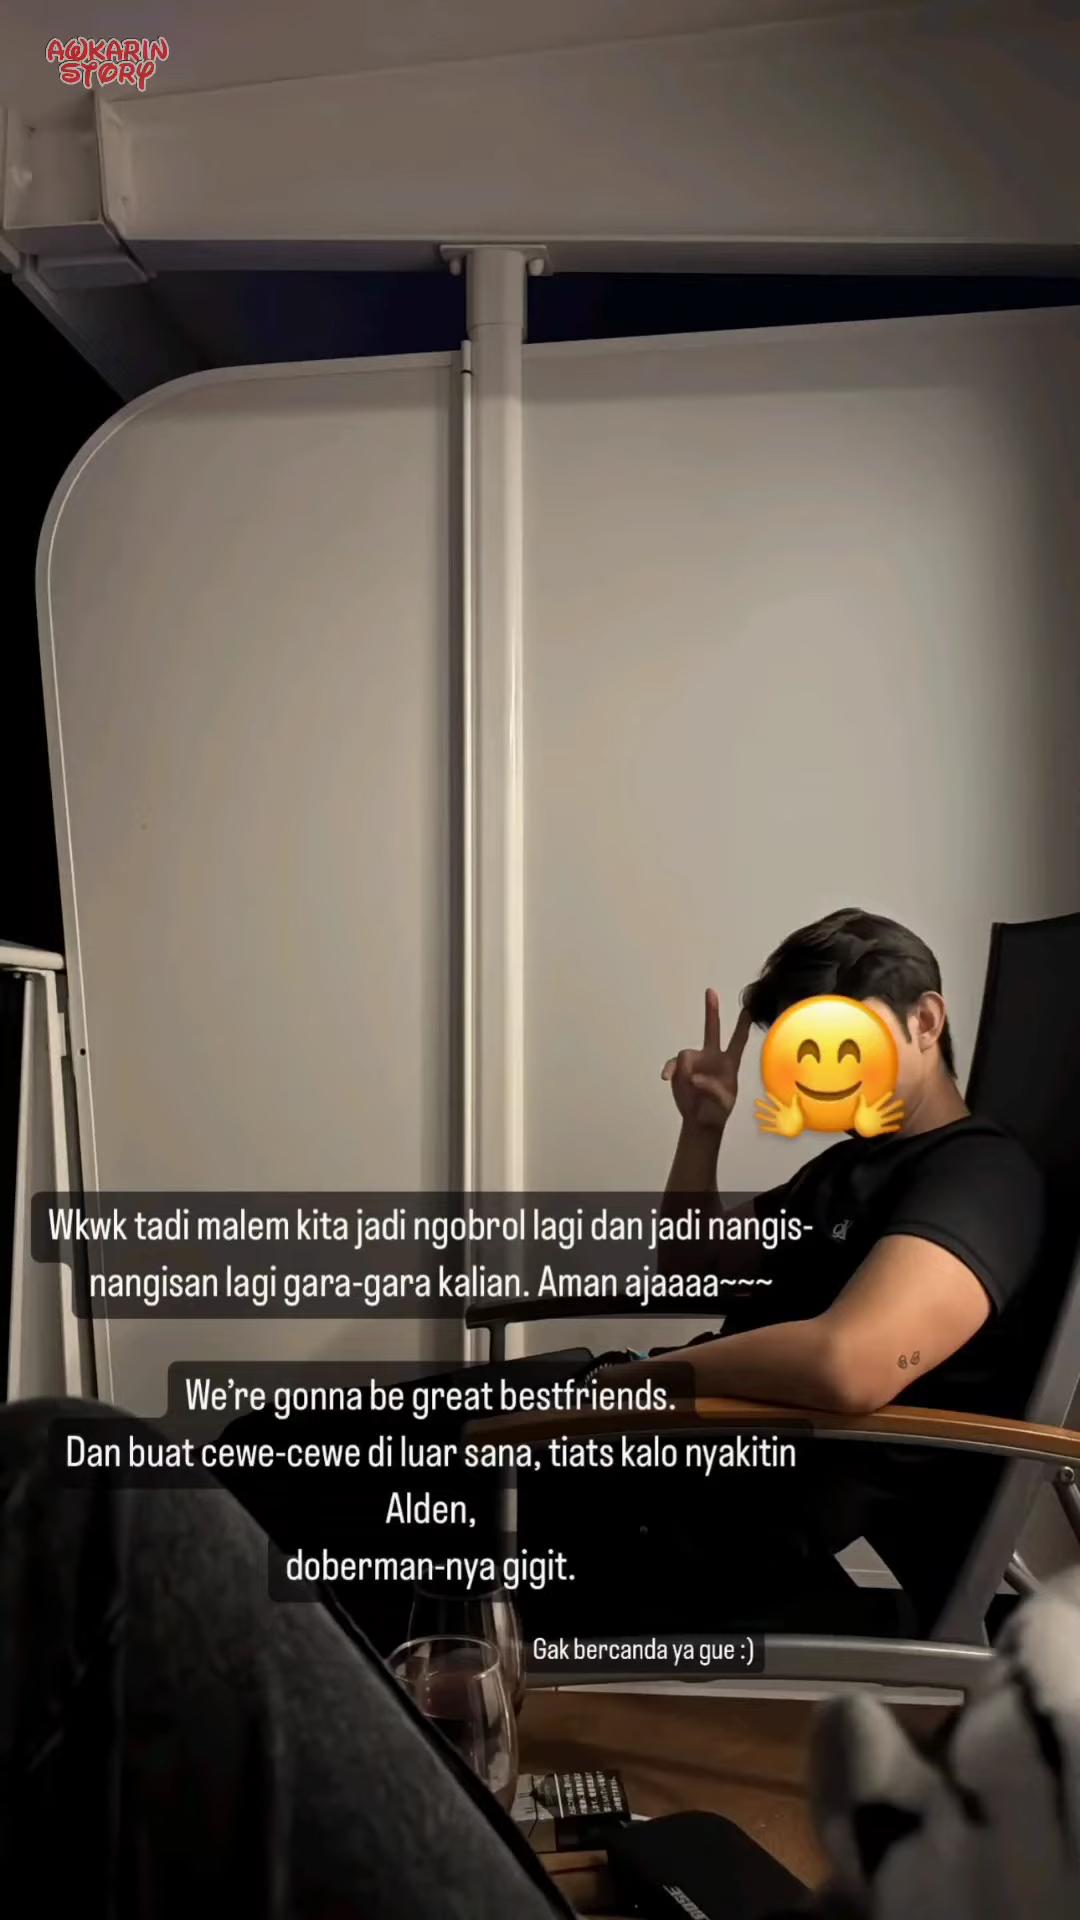 AWKARIN
STORY
Wkwk tadi malem kita jadi ngobrol lagi dan jadi nangis-
nangisan lagi gara-gara kalian. Aman ajaaaa~~~
We’re gonna be great bestfriends.
Dan buat cewe-cewe di luar sana, tiats kalo nyakitin
Alden,
doberman-nya gigit.
Gak bercanda ya gue :)
BOSE